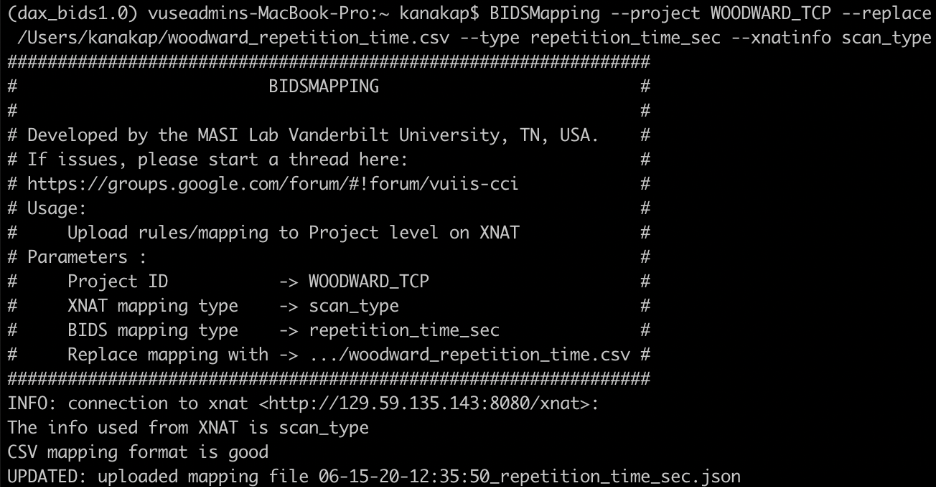 (dax_bids1.0) vuseadmins-MacBook-Pro:~ kanakap$ BIDSMapping --project WOODWARD_TCP --replace
 /Users/kanakap/woodward_repetition_time.csv --type repetition_time_sec --xnatinfo scan_type
################################################################
#                         BIDSMAPPING                          #
#                                                              #
# Developed by the MASI Lab Vanderbilt University, TN, USA.    #
# If issues, please start a thread here:                       #
# https://groups.google.com/forum/#!forum/vuiis-cci            #
# Usage:                                                       #
#     Upload rules/mapping to Project level on XNAT            #
# Parameters :                                                 #
#     Project ID           -> WOODWARD_TCP                     #
#     XNAT mapping type    -> scan_type                        #
#     BIDS mapping type    -> repetition_time_sec              #
#     Replace mapping with -> .../woodward_repetition_time.csv #
################################################################
INFO: connection to xnat <http://129.59.135.143:8080/xnat>:
The info used from XNAT is scan_type
CSV mapping format is good
UPDATED: uploaded mapping file 06-15-20-12:35:50_repetition_time_sec.json